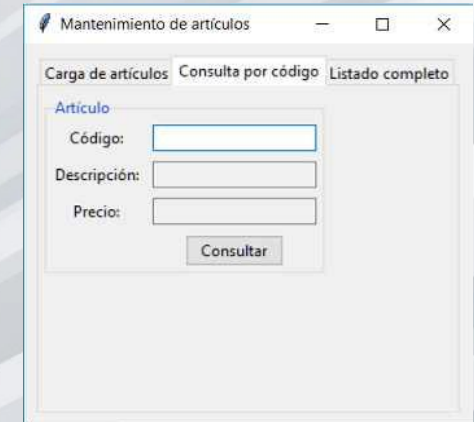 Mantenimiento de artículos
Carga de artículos Consulta por código Listado completo
Artículo
Código:
Descripción:
Precio:
Consultar